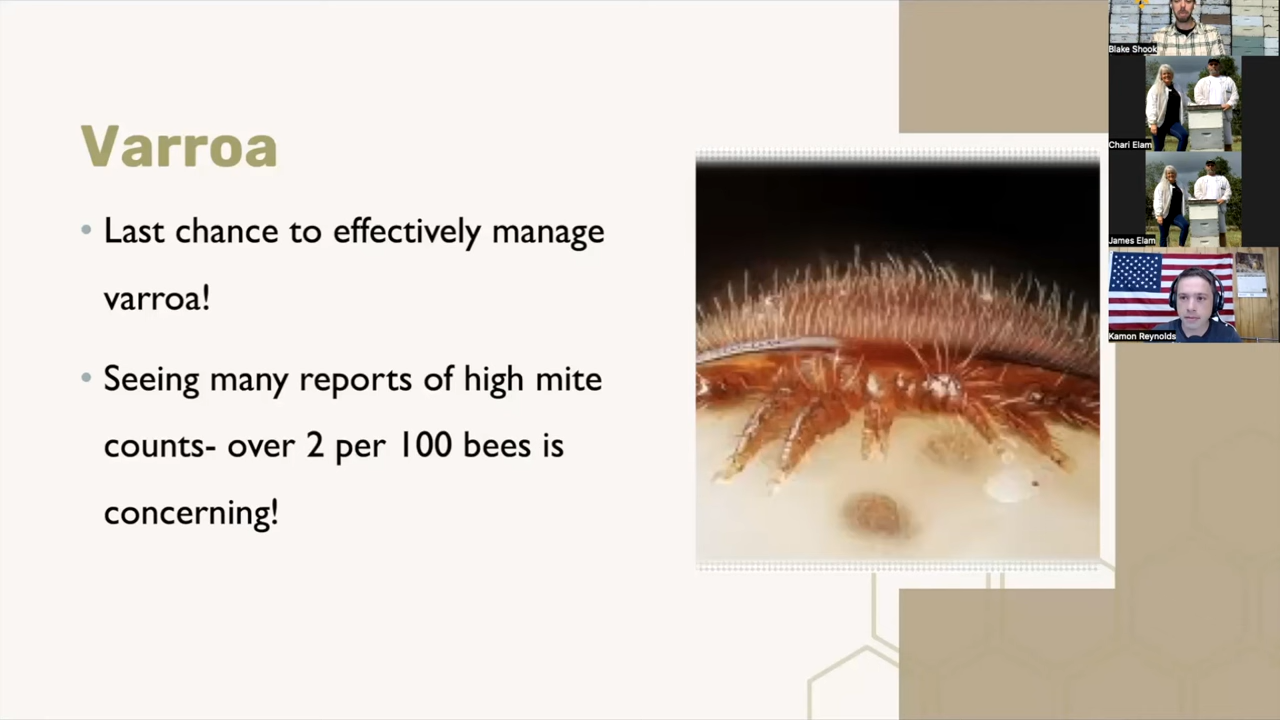 Varroa
• Last chance to effectively manage
varroa!
• Seeing many reports of high mite
counts- over 2 per 100 bees is
concerning!
Blake Shook
Chari Elam
James Elam
Kamon Reynolds